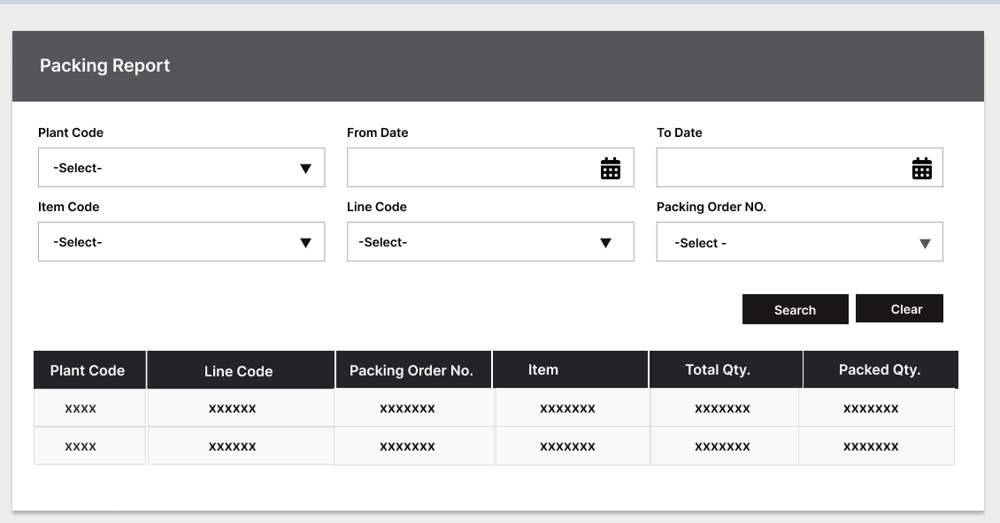 Packing Report
Plant Code From Date To Date
-Select-
Item Code Line Code Packing Order NO.
-Select- -Select- -Select -
Search Clear
Plant Code Line Code Packing Order No. Item Total Qty. Packed Qty.
xxxx xxxxxx xxxxxxx xxxxxxx xxxxxxx xxxxxxx
xxxx xxxxxx xxxxxxx xxxxxxx xxxxxxx xxxxxxx